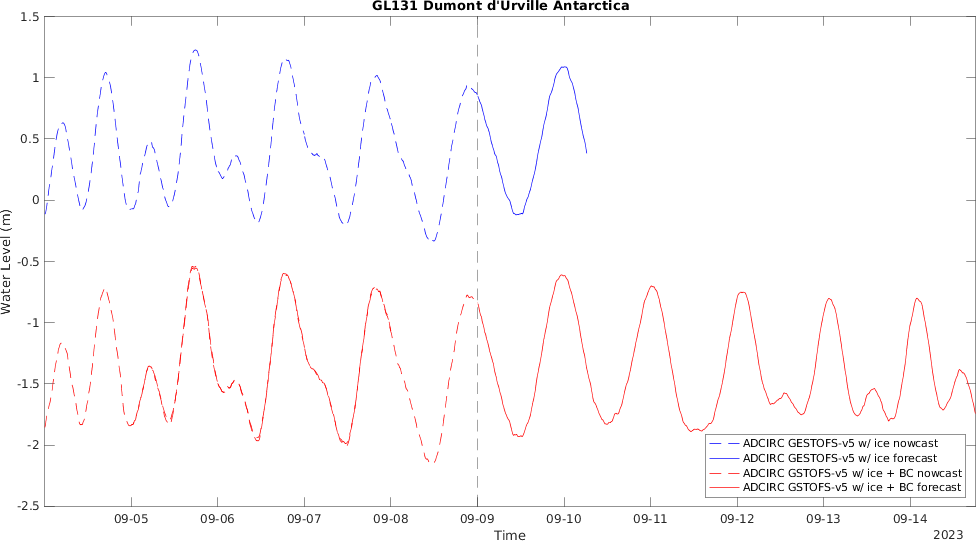 GL131 Dumont d'Urville Antarctica
1.5
1
0.5
0
-0.5
-1
-1.5
-2
-2.5
Water Level (m)
ADCIRC GESTOFS-v5 w/ ice nowcast
ADCIRC GESTOFS-v5 w/ ice forecast
ADCIRC GSTOFS-v5 w/ ice + BC nowcast
ADCIRC GSTOFS-v5 w/ ice + BC forecast
09-05 09-06 09-07 09-08 09-09 09-10 09-11 09-12 09-13 09-14
Time
2023